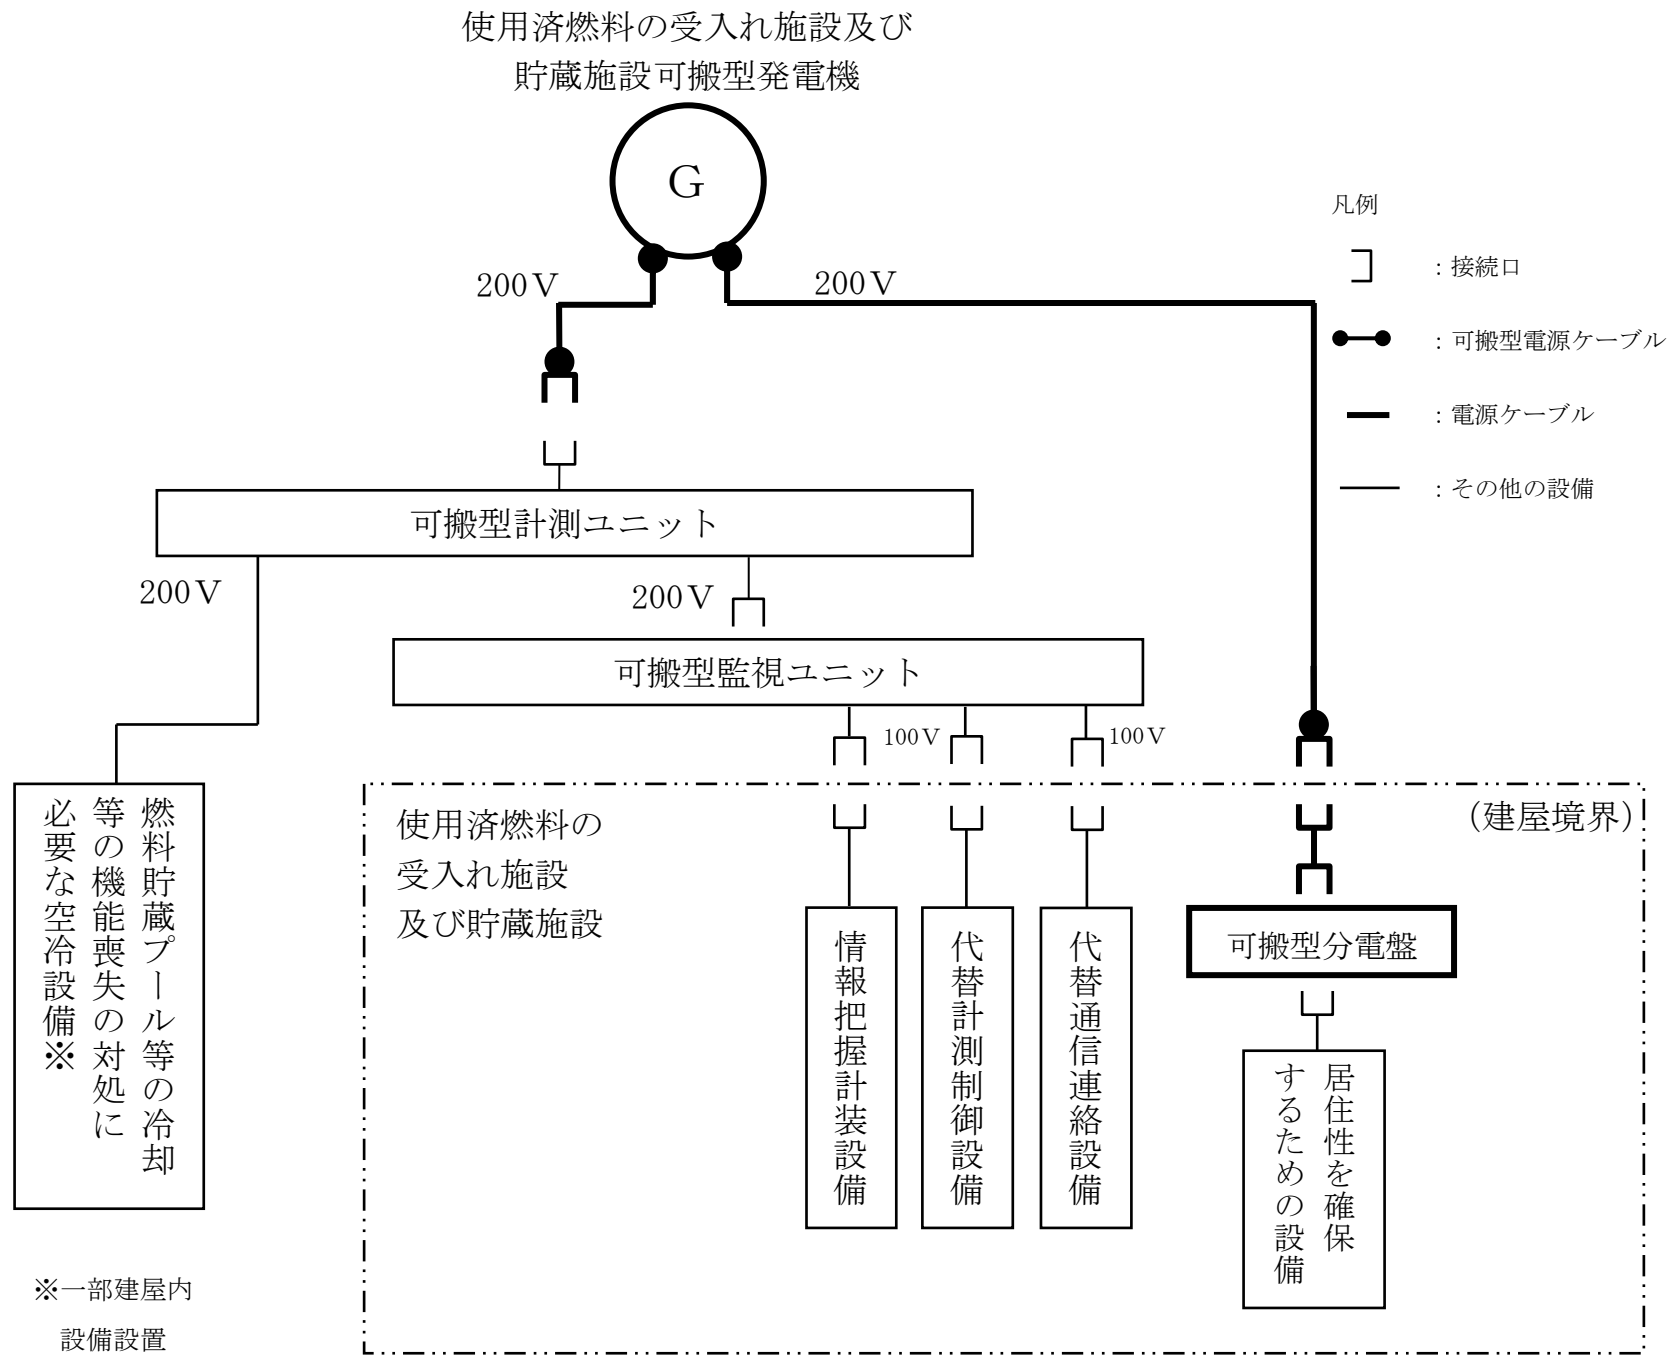 使用済燃料の受入れ施設及び
貯蔵施設可搬型発電機
G
200V
200V
凡例
：接続口
：可搬型電源ケーブル
：電源ケーブル
：その他の設備
可搬型計測ユニット
200V
200V
可搬型監視ユニット
100V
100V
燃料貯蔵プール等の冷却
等の機能喪失の対処に
必要な空冷設備※
使用済燃料の
受入れ施設
及び貯蔵施設
（建屋境界）
情報把握計装設備
代替計測制御設備
代替通信連絡設備
可搬型分電盤
居住性を確保
するための設備
※一部建屋内
設備設置